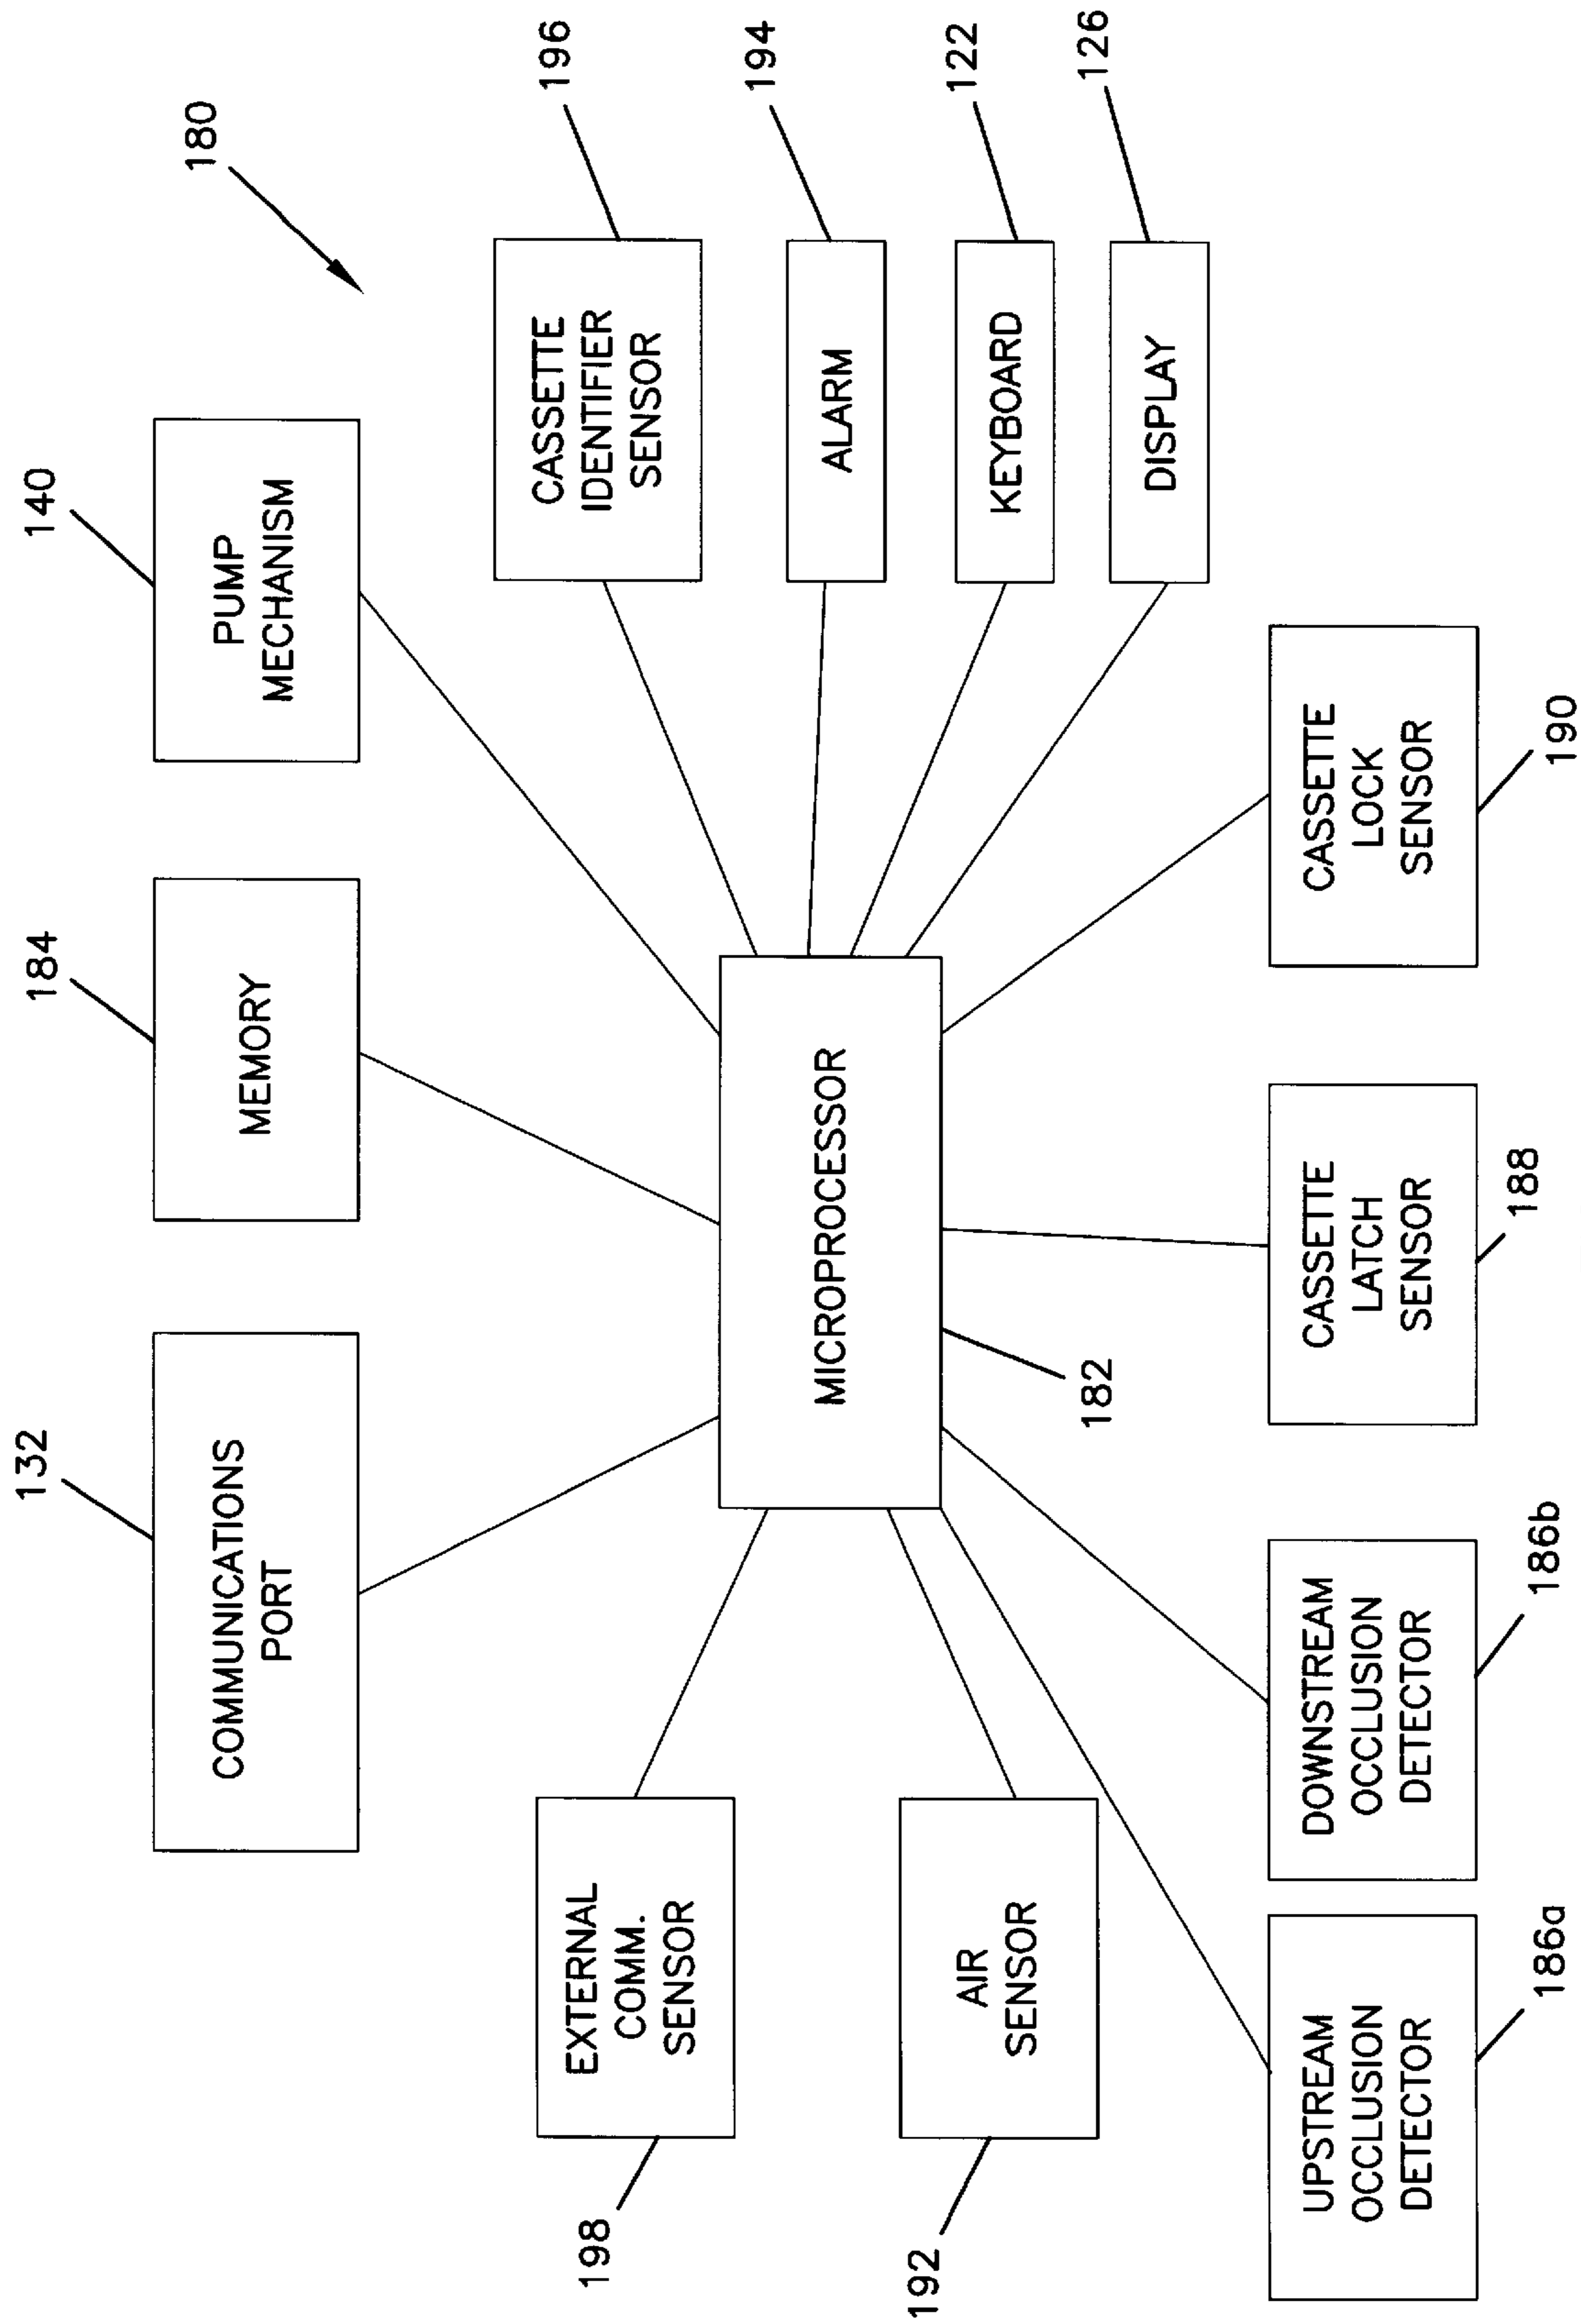 132
184
140
180
COMMUNICATIONS
PORT
MEMORY
PUMP
MECHANISM
198
EXTERNAL
COMM.
SENSOR
CASSETTE
IDENTIFIER
SENSOR
196
192
AIR
SENSOR
MICROPROCESSOR
182
ALARM
194
KEYBOARD
122
DISPLAY
126
UPSTREAM
OCCLUSION
DETECTOR
186a
DOWNSTREAM
OCCLUSION
DETECTOR
186b
CASSETTE
LATCH
SENSOR
188
CASSETTE
LOCK
SENSOR
190